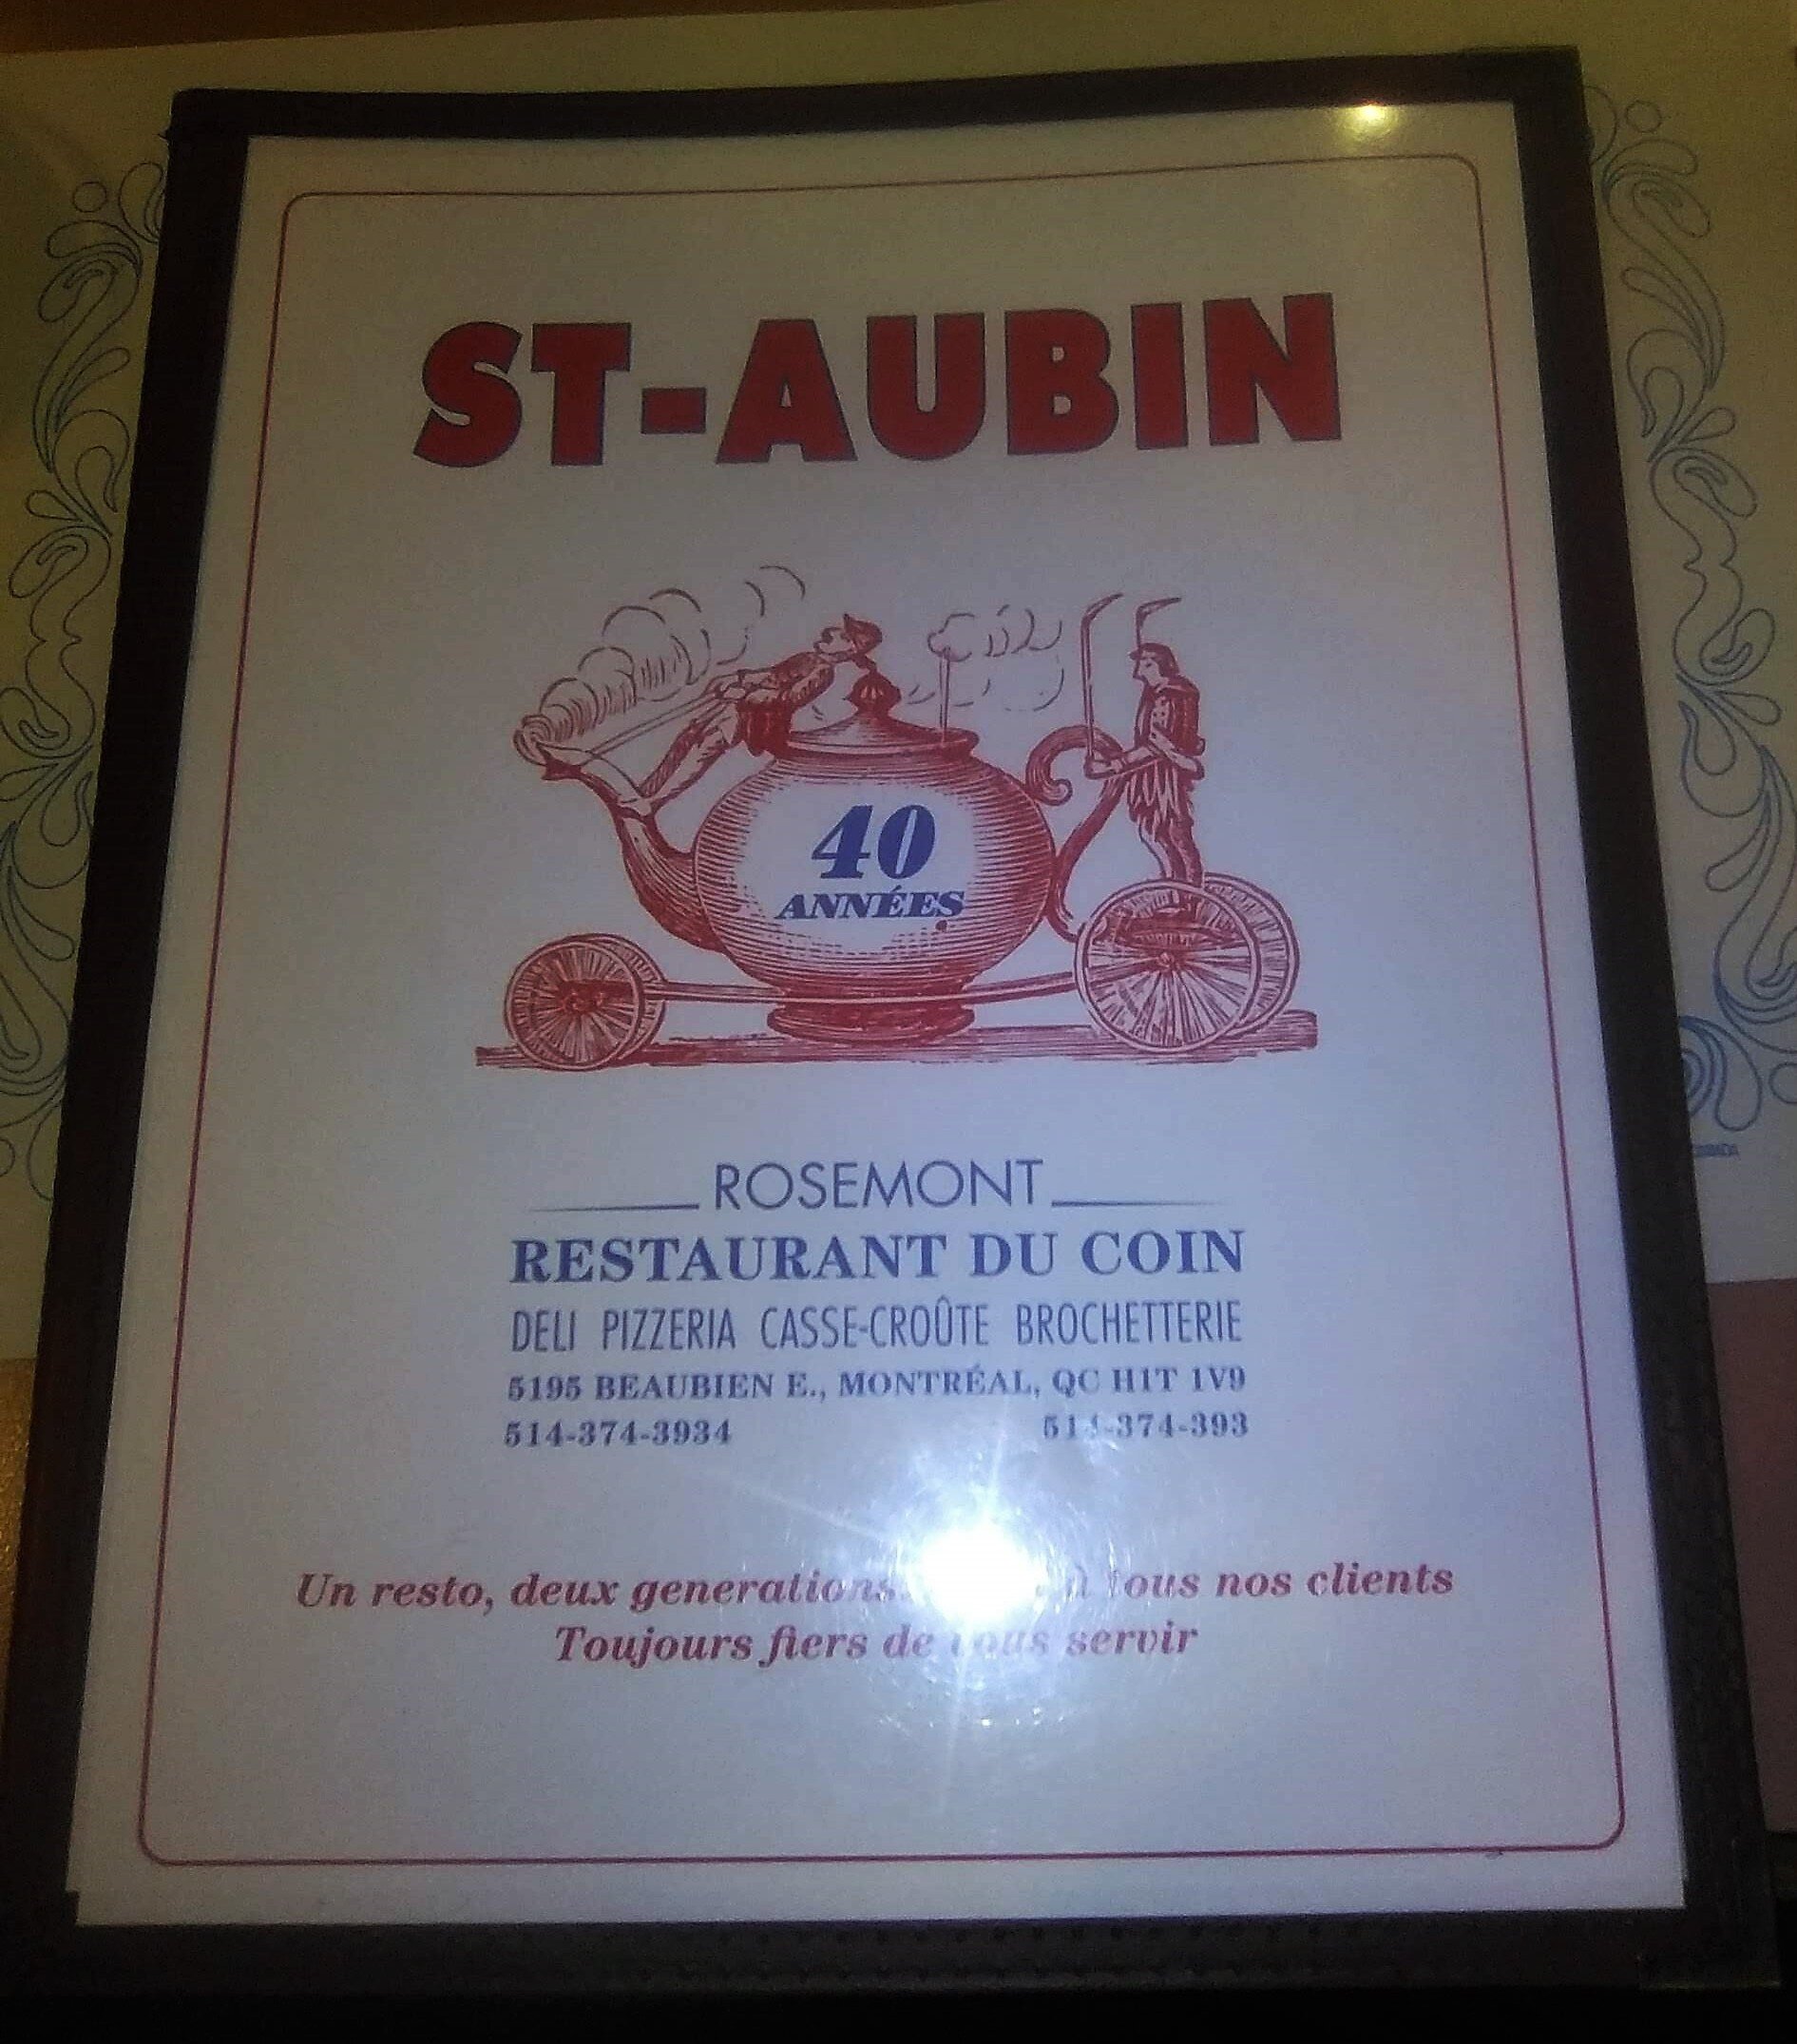 ST-AUBIN
40
ANNÉES
ROSEMONT
RESTAURANT DU COIN
DELI PIZZERIA CASSE-CROÛTE BROCHETTERIE
5195 BEAUBIEN E., MONTRÉAL, QC H1T 1V9
514-374-3934
Un resto, deux generations. à tous nos clients
Toujours fiers de vous servir